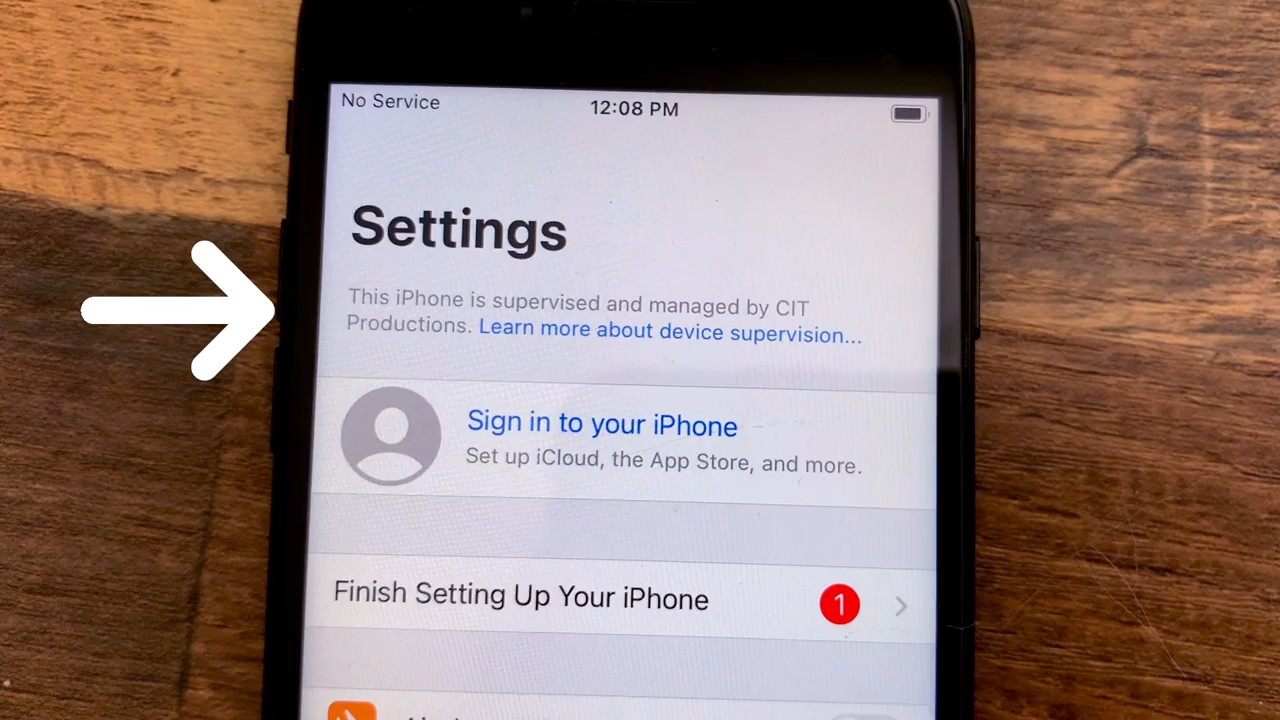 No Service
12:08 PM
Settings
This iPhone is supervised and managed by CIT
Productions. Learn more about device supervision...
Sign in to your iPhone
Set up iCloud, the App Store, and more.
Finish Setting Up Your iPhone
1